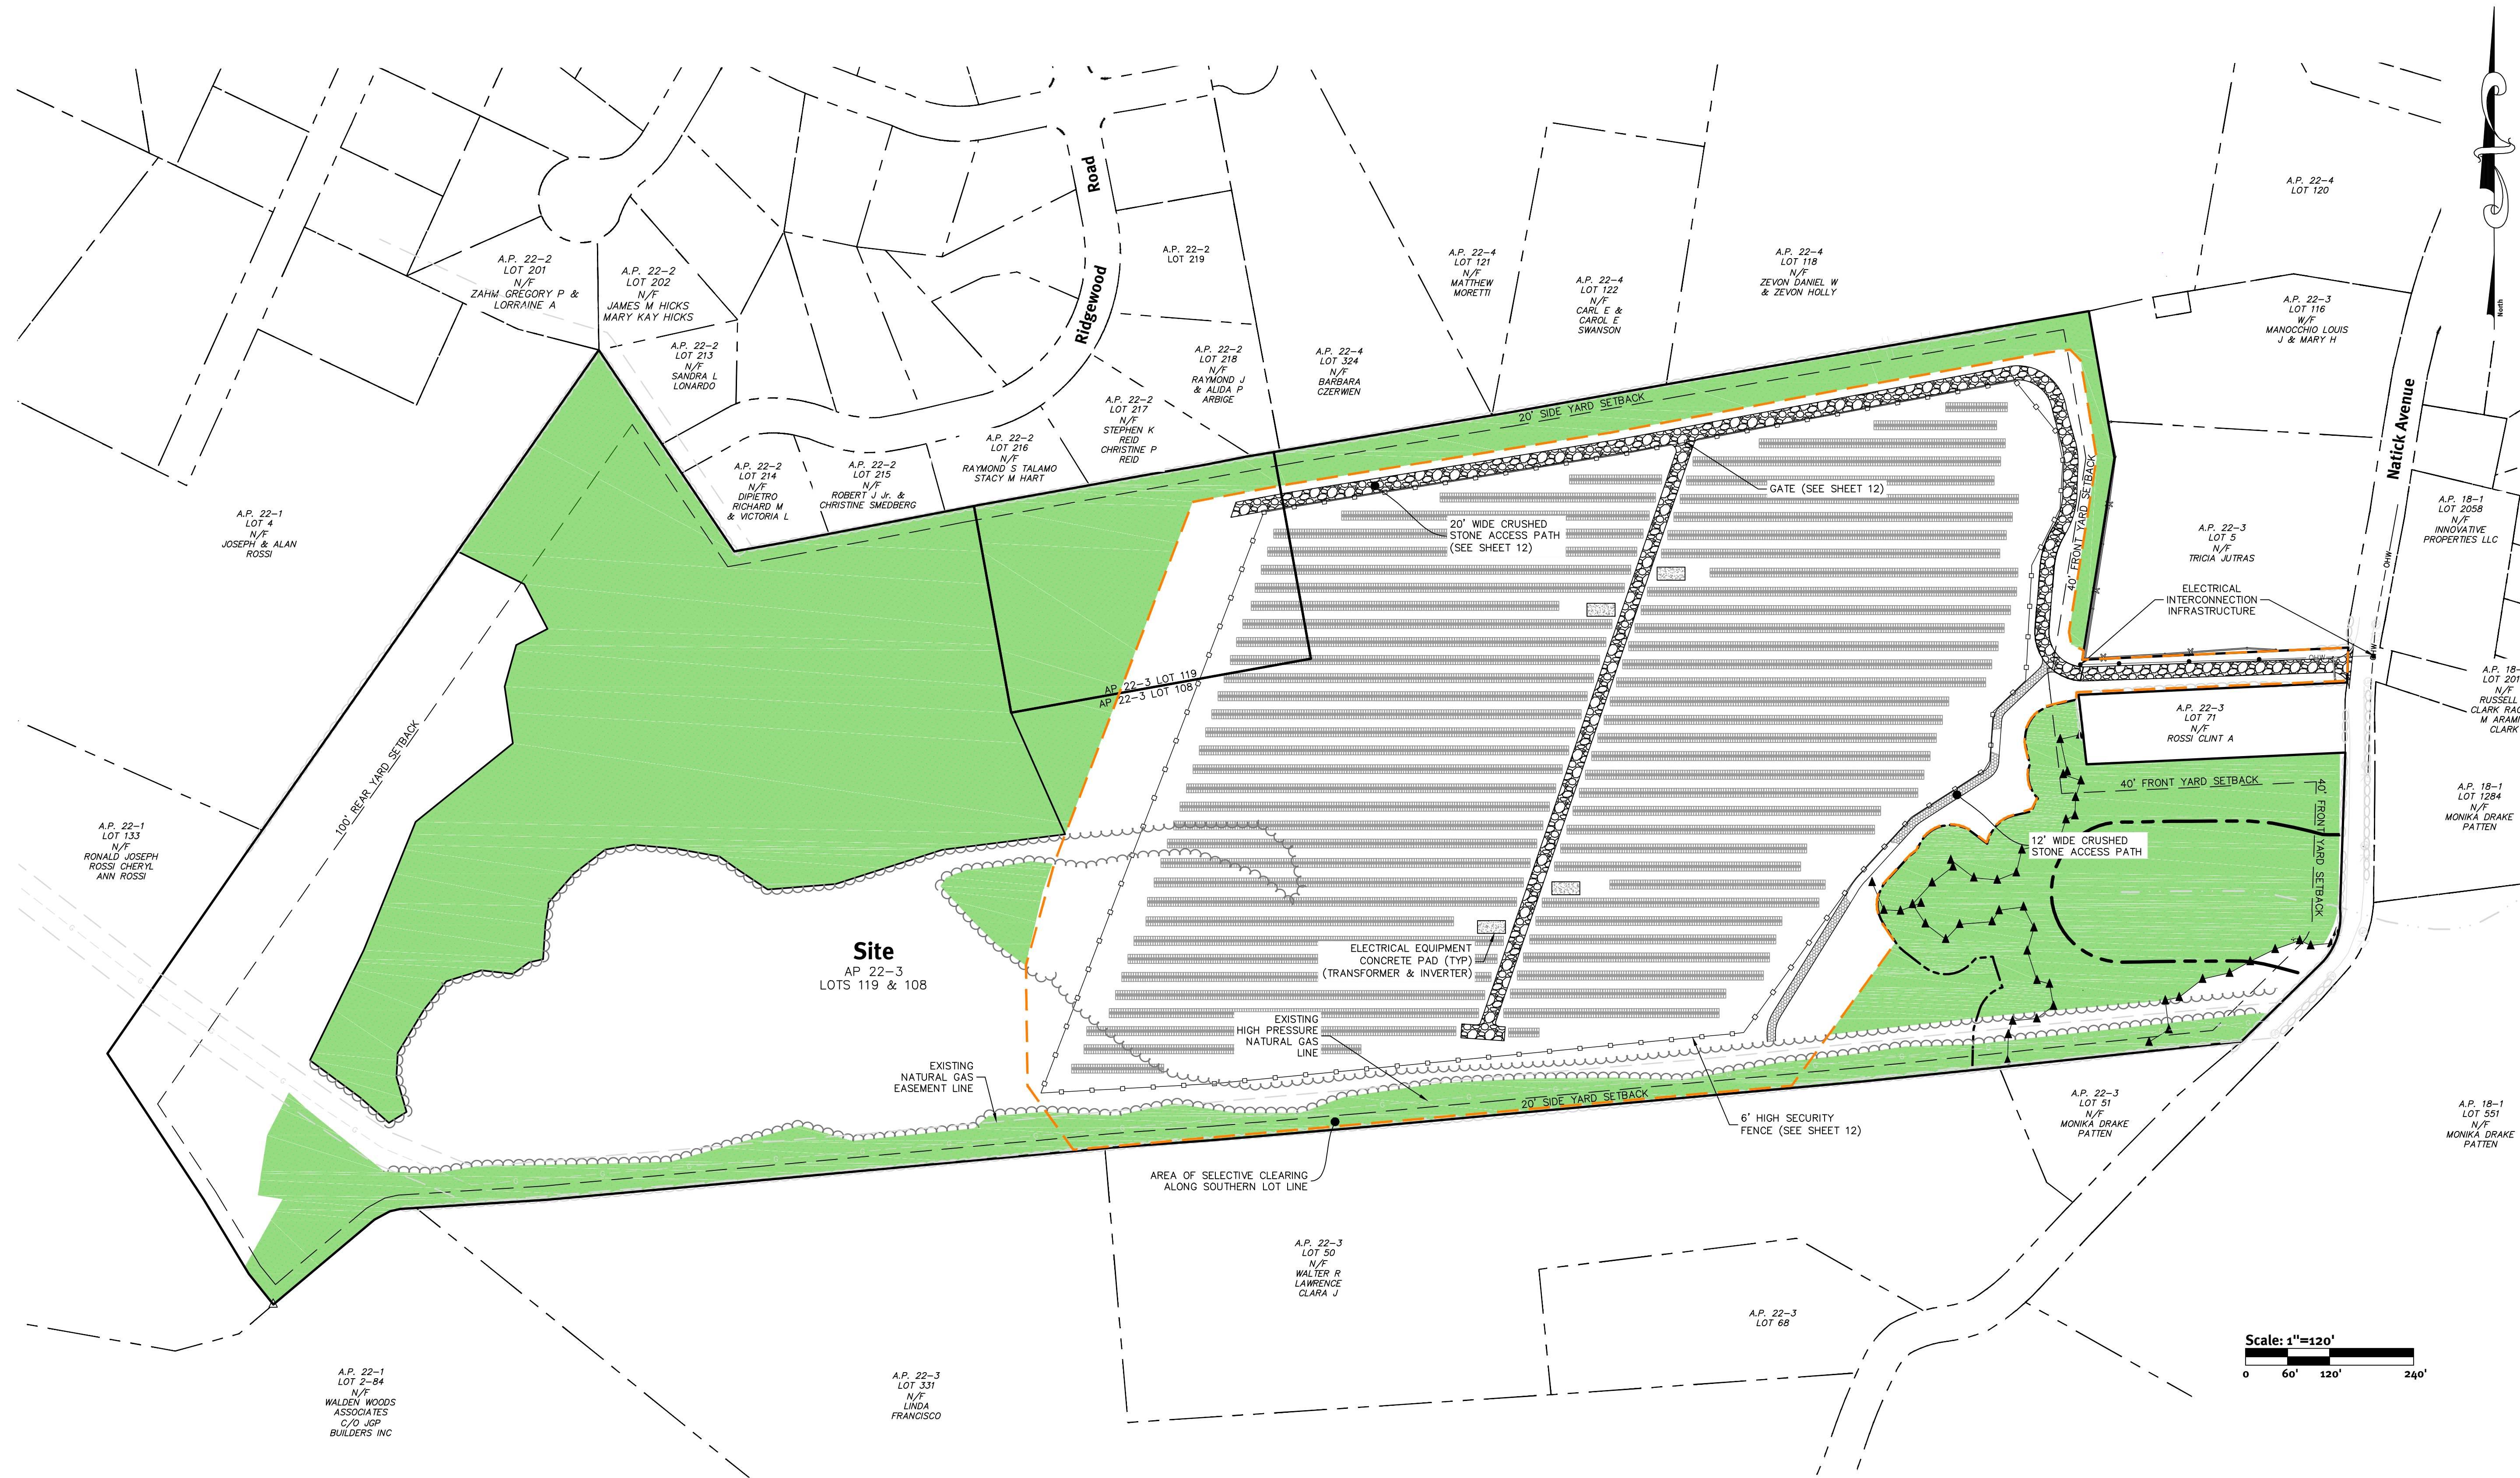 A.P. 22-4
LOT 120
Road
Ridgewood
A.P. 22-2
LOT 201
N/F
ZAHM GREGORY P &
LORRAINE A
A.P. 22-2
LOT 202
N/F
JAMES M HICKS
MARY KAY HICKS
A.P. 22-2
LOT 219
A.P. 22-4
LOT 121
N/F
MATTHEW
MORETTI
A.P. 22-4
LOT 122
N/F
CARL E &
CAROL E
SWANSON
A.P. 22-4
LOT 118
N/F
ZEVON DANIEL W
& ZEVON HOLLY
A.P. 22-3
LOT 116
W/F
MANOCCHIO LOUIS
J & MARY H
North
A.P. 22-2
LOT 213
N/F
SANDRA L
LONARDO
A.P. 22-2
LOT 218
N/F
RAYMOND J
& ALIDA P
ARBIGE
A.P. 22-4
LOT 324
N/F
BARBARA
CZERWIEN
A.P. 22-2
LOT 217
N/F
STEPHEN K
REID
CHRISTINE P
REID
A.P. 22-2
LOT 216
N/F
RAYMOND S TALAMO
STACY M HART
A.P. 22-2
LOT 214
N/F
DIPIETRO
RICHARD M
& VICTORIA L
A.P. 22-2
LOT 215
N/F
ROBERT J Jr. &
CHRISTINE SMEDBERG
20' SIDE YARD SETBACK
Natick Avenue
A.P. 22-1
LOT 4
N/F
JOSEPH & ALAN
ROSSI
GATE (SEE SHEET 12)
20' WIDE CRUSHED
STONE ACCESS PATH
(SEE SHEET 12)
40' FRONT YARD SETBACK
A.P. 22-3
LOT 5
N/F
TRICIA JUTRAS
A.P. 18-1
LOT 2058
N/F
INNOVATIVE
PROPERTIES LLC
OHW
ELECTRICAL
INTERCONNECTION
INFRASTRUCTURE
OHW
OHW
AP 22-3 LOT 119
AP 22-3 LOT 108
A.P. 18-
LOT 201
N/F
RUSSELL
CLARK RAC
M ARAM
CLARK
A.P. 22-3
LOT 71
N/F
ROSSI CLINT A
100' REAR YARD SETBACK
40' FRONT YARD SETBACK
40' FRONT YARD SETBACK
A.P. 18-1
LOT 1284
N/F
MONIKA DRAKE
PATTEN
A.P. 22-1
LOT 133
N/F
RONALD JOSEPH
ROSSI CHERYL
ANN ROSSI
12' WIDE CRUSHED
STONE ACCESS PATH
Site
AP 22-3
LOTS 119 & 108
ELECTRICAL EQUIPMENT
CONCRETE PAD (TYP)
(TRANSFORMER & INVERTER)
EXISTING
HIGH PRESSURE
NATURAL GAS
LINE
EXISTING
NATURAL GAS
EASEMENT LINE
20' SIDE YARD SETBACK
6' HIGH SECURITY
FENCE (SEE SHEET 12)
A.P. 22-3
LOT 51
N/F
MONIKA DRAKE
PATTEN
A.P. 18-1
LOT 551
N/F
MONIKA DRAKE
PATTEN
AREA OF SELECTIVE CLEARING
ALONG SOUTHERN LOT LINE
A.P. 22-3
LOT 50
N/F
WALTER R
LAWRENCE
CLARA J
A.P. 22-3
LOT 68
Scale: 1"=120'
0 60' 120' 240'
A.P. 22-1
LOT 2-84
N/F
WALDEN WOODS
ASSOCIATES
C/O JGP
BUILDERS INC
A.P. 22-3
LOT 331
N/F
LINDA
FRANCISCO